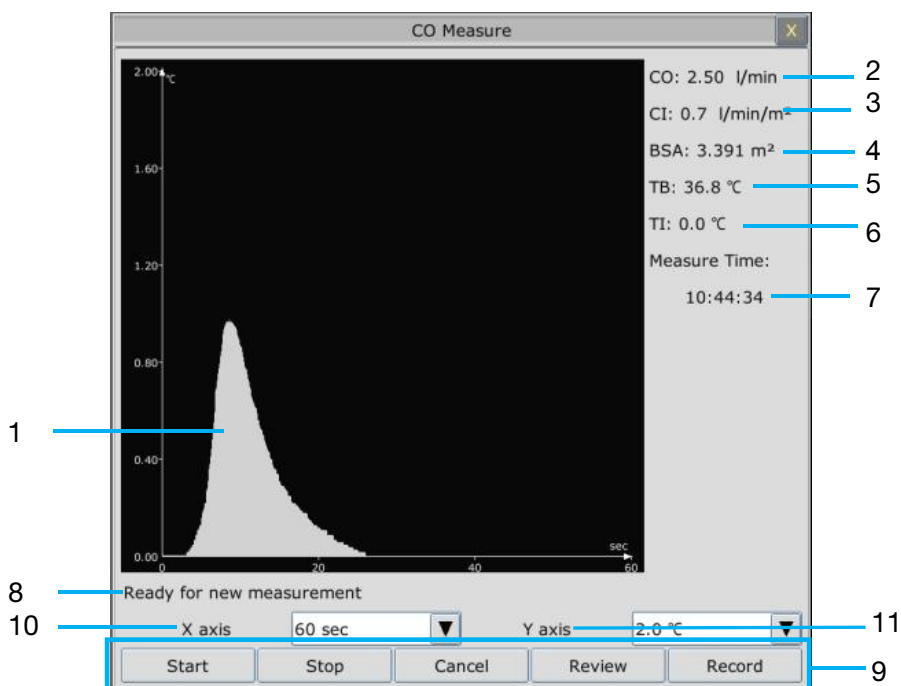 CO Measure X
2.00 ℃
1.60
1.20
0.80
0.40
0.00
0 20 40 60
sec
CO: 2.50 l/min 2
CI: 0.7 l/min/m² 3
BSA: 3.391 m² 4
TB: 36.8 ℃ 5
TI: 0.0 ℃ 6
Measure Time:
10:44:34 7
1
8 Ready for new measurement
10 X axis 60 sec Y axis 2.0 ℃ 11
Start Stop Cancel Review Record 9